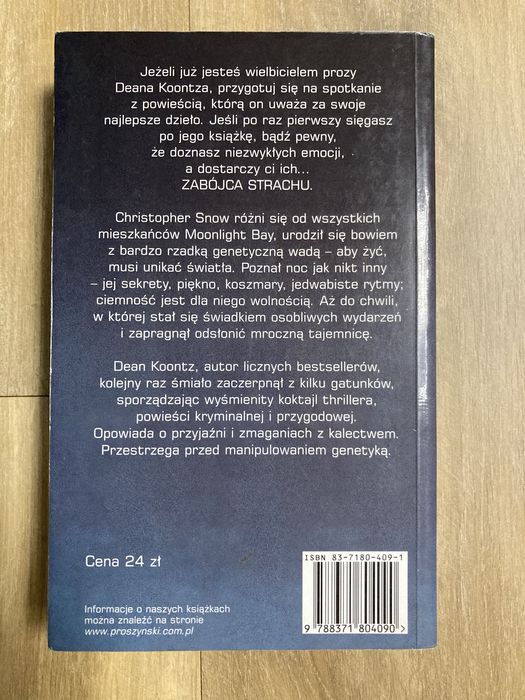 Jeżeli już jesteś wielbicielem prozy
Deana Koontza, przygotuj się na spotkanie
z powieścią, którą on uważa za swoje
najlepsze dzieło. Jeśli po raz pierwszy sięgasz
po jego książkę, bądź pewny,
że doznasz niezwykłych emocji,
a dostarczy ci ich...
ZABÓJCA STRACHU.
Christopher Snow różni się od wszystkich
mieszkańców Moonlight Bay, urodził się bowiem
z bardzo rzadką genetyczną wadą – aby żyć,
musi unikać światła. Poznał noc jak nikt inny
– jej sekrety, piękno, koszmary, jedwabiste rytmy;
ciemność jest dla niego wolnością. Aż do chwili,
w której stał się świadkiem osobliwych wydarzeń
i zapragnął odsłonić mroczną tajemnicę.
Dean Koontz, autor licznych bestsellerów,
kolejny raz śmiało zaczerpnął z kilku gatunków,
sporządzając wyśmienity koktajl thrillera,
powieści kryminalnej i przygodowej.
Opowiada o przyjaźni i zmaganiach z kalectwem.
Przestrzega przed manipulowaniem genetyką.
Cena 24 zł
ISBN 83-7180-409-1
9 788371 804090
Informacje o naszych książkach
można znaleźć na stronie
www.proszynski.com.pl